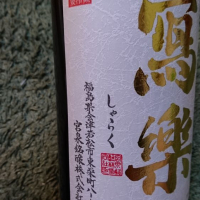 寫樂
しゃらく
福島県会津若松市東栄町八
宮泉銘醸株式会社